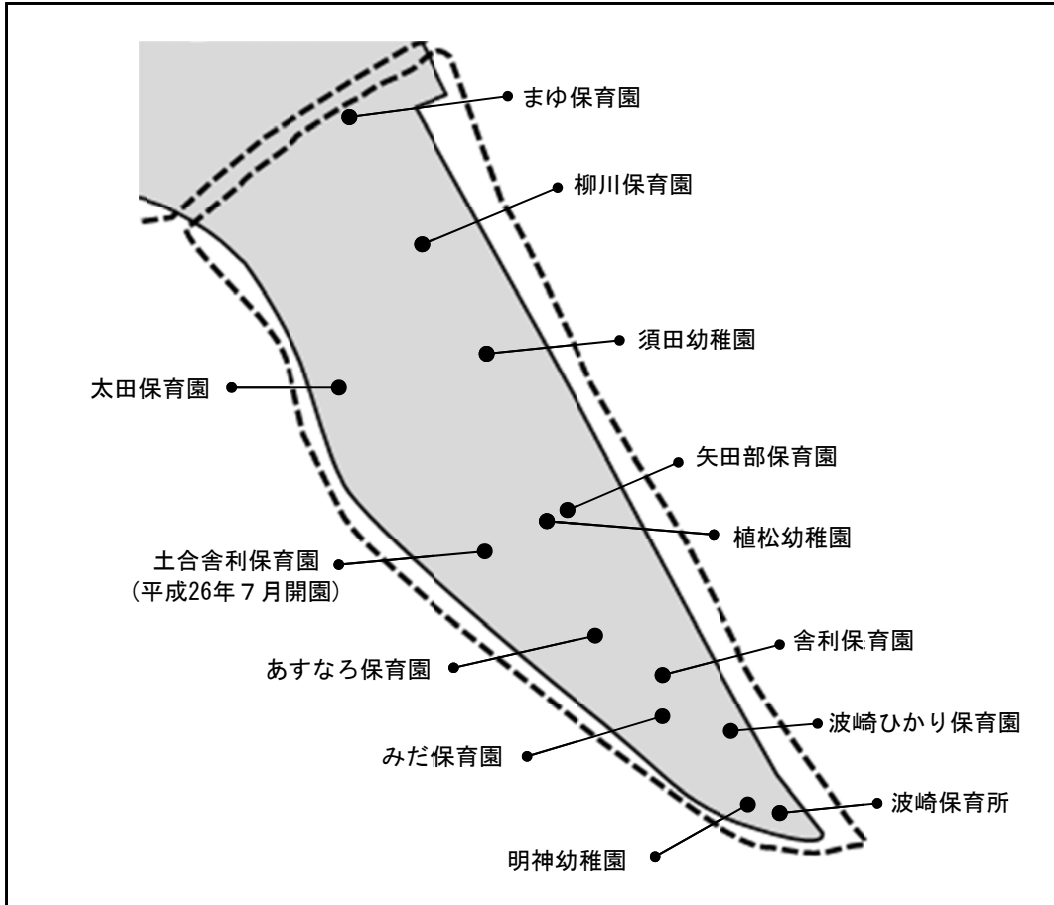 まゆ保育園
柳川保育園
須田幼稚園
太田保育園
矢田部保育園
植松幼稚園
土合舎利保育園
(平成26年７月開園)
あすなろ保育園
舎利保育園
波崎ひかり保育園
みだ保育園
波崎保育所
明神幼稚園